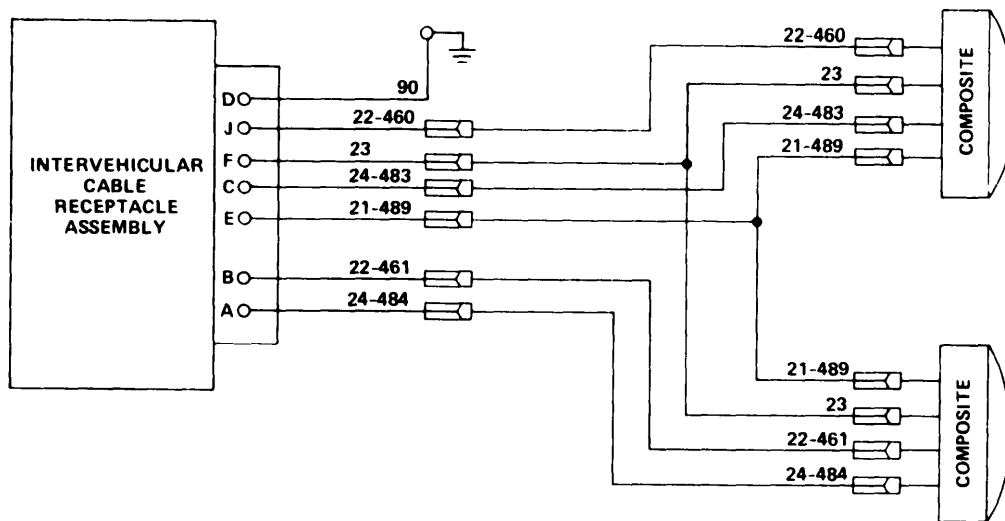 INTERVEHICULAR
CABLE
RECEPTACLE
ASSEMBLY
D
J
F
C
E
B
A
90
22-460
23
24-483
21-489
22-461
24-484
22-460
23
24-483
21-489
COMPOSITE
21-489
23
22-461
24-484
COMPOSITE